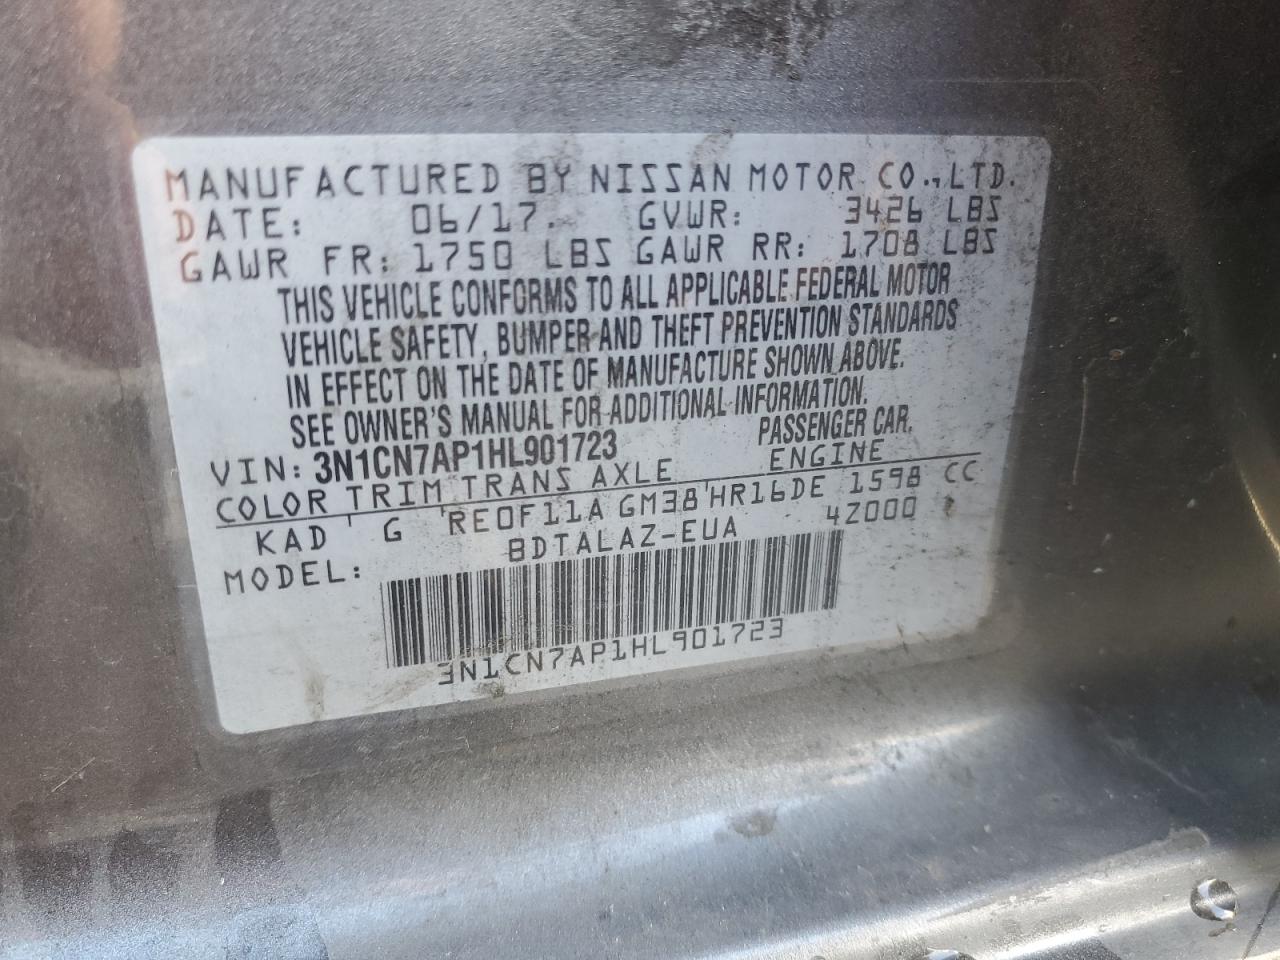 MANUFACTURED BY NISSAN MOTOR CO.,LTD.
DATE: 06/17. GVWR: 3426 LBS
GAWR FR: 1750 LBS GAWR RR: 1708 LBS
THIS VEHICLE CONFORMS TO ALL APPLICABLE FEDERAL MOTOR
VEHICLE SAFETY, BUMPER AND THEFT PREVENTION STANDARDS
IN EFFECT ON THE DATE OF MANUFACTURE SHOWN ABOVE.
SEE OWNER'S MANUAL FOR ADDITIONAL INFORMATION.
VIN: 3N1CN7AP1HL901723 PASSENGER CAR.
COLOR TRIM TRANS AXLE ENGINE
KAD G RE0F11A GM38 HR16DE 1598 CC
MODEL: BDTALAZ-EUA 4Z000
3N1CN7AP1HL901723